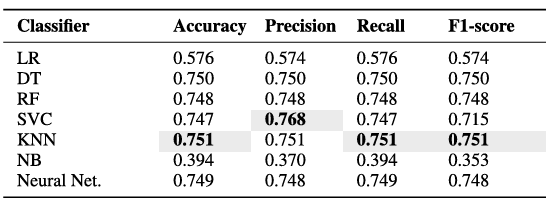 Classifier Accuracy Precision Recall F1-score
LR 0.576 0.574 0.576 0.574
DT 0.750 0.750 0.750 0.750
RF 0.748 0.748 0.748 0.748
SVC 0.747 0.768 0.747 0.715
KNN 0.751 0.751 0.751 0.751
NB 0.394 0.370 0.394 0.353
Neural Net. 0.749 0.748 0.749 0.748